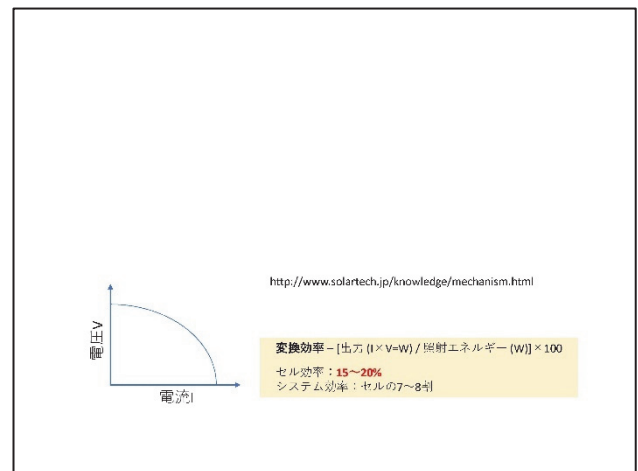 http://www.solartech.jp/knowledge/mechanism.html
電圧V
電流I
変換効率 – [出力 (I×V=W) / 照射エネルギー (W)]×100
セル効率：15～20%
システム効率：セルの7～8割